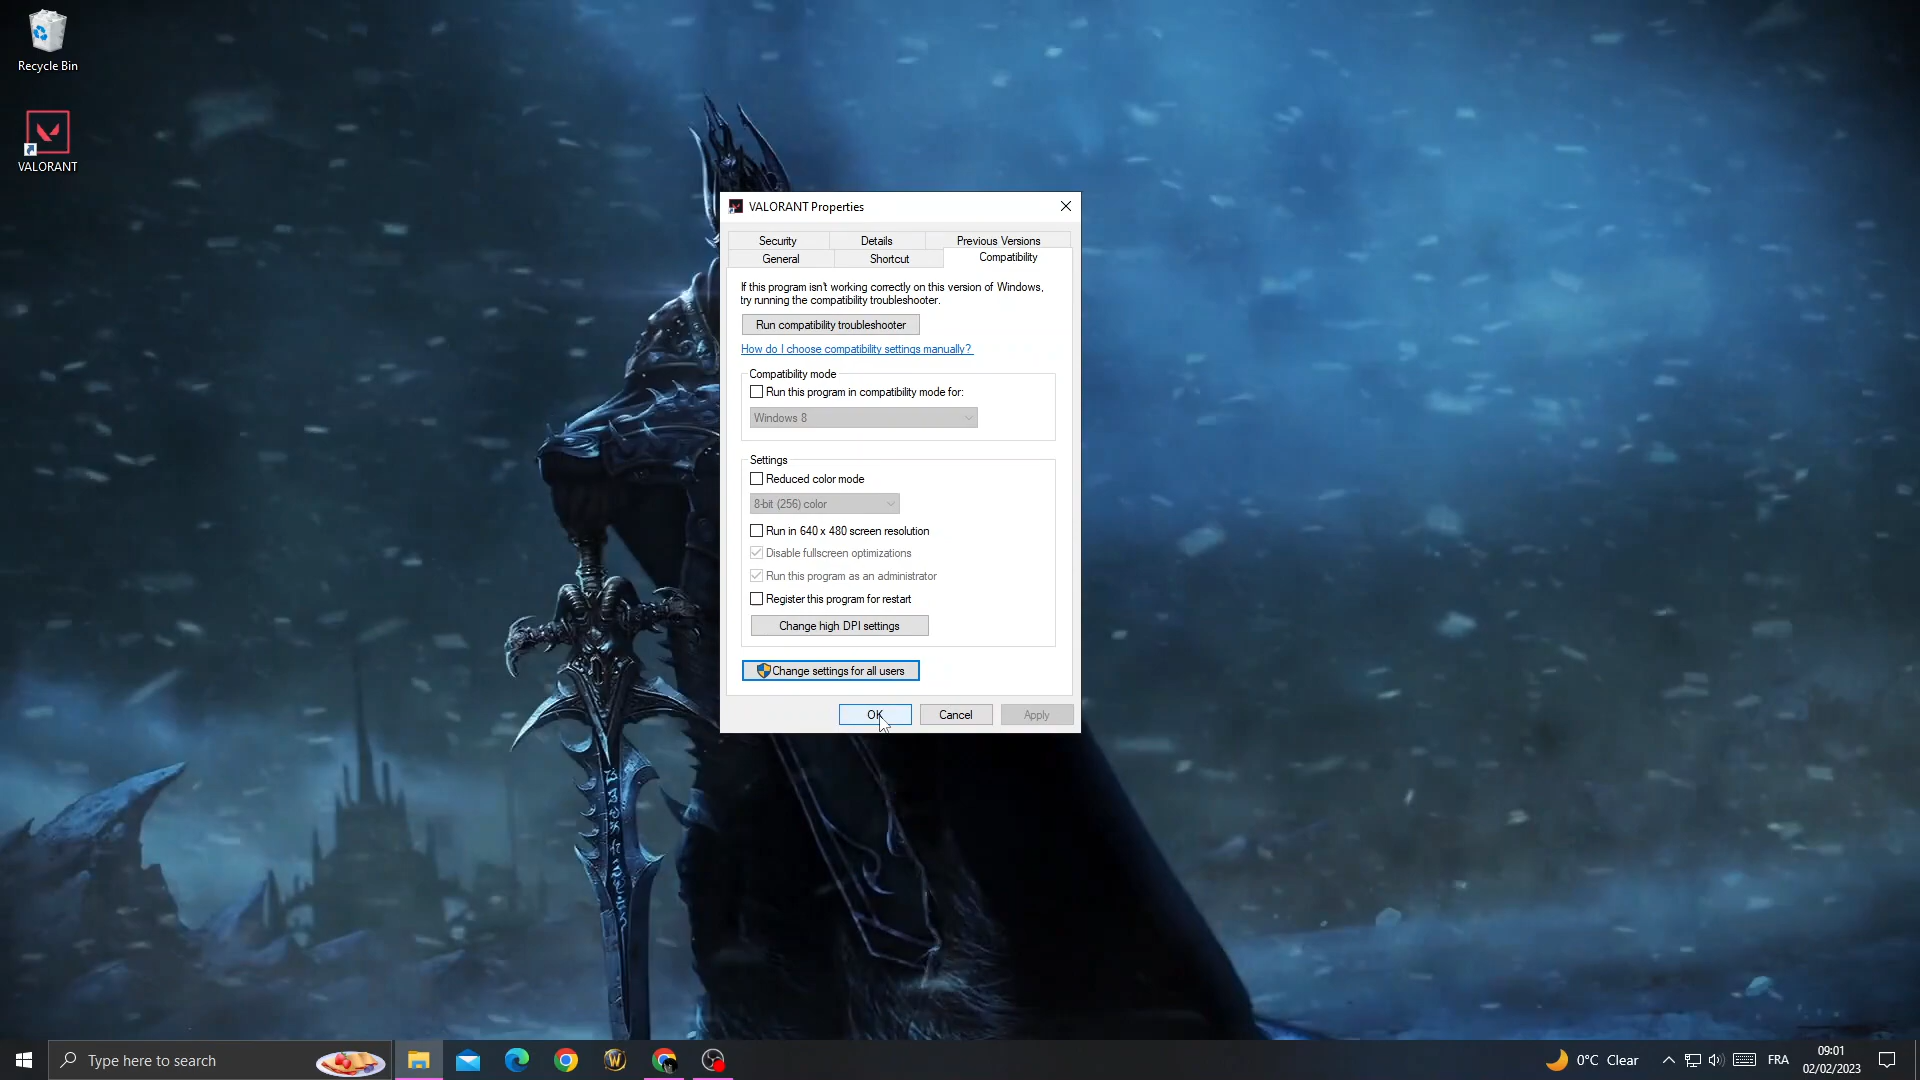 Recycle Bin
VALORANT
VALORANT Properties
Security
Details
Previous Versions
General
Shortcut
Compatibility
If this program isn't working correctly on this version of Windows,
try running the compatibility troubleshooter.
Run compatibility troubleshooter
How do I choose compatibility settings manually?
Compatibility mode
Run this program in compatibility mode for:
Windows 8
Settings
Reduced color mode
8-bit (256) color
Run in 640 x 480 screen resolution
Disable fullscreen optimizations
Run this program as an administrator
Register this program for restart
Change high DPI settings
Change settings for all users
OK
Cancel
Apply
Type here to search
0°C Clear
FRA
09:01
02/02/2023